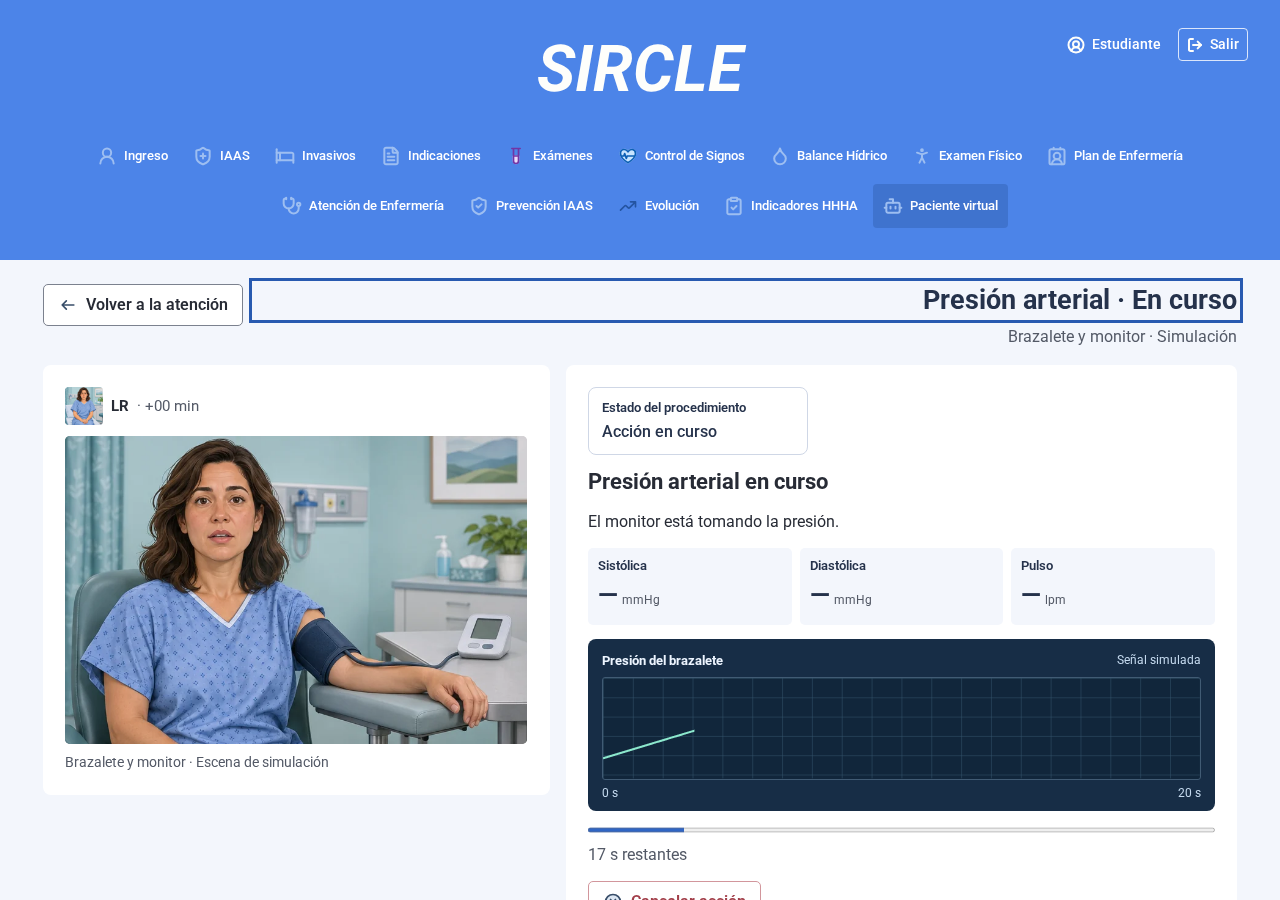 SIRCLE
Estudiante
Salir
Ingreso
IAAS
Invasivos
Indicaciones
Exámenes
Control de Signos
Balance Hídrico
Examen Físico
Plan de Enfermería
Atención de Enfermería
Prevención IAAS
Evolución
Indicadores HHHA
Paciente virtual
Volver a la atención
Presión arterial · En curso
Brazalete y monitor · Simulación
LR · +00 min
Brazalete y monitor · Escena de simulación
Estado del procedimiento
Acción en curso
Presión arterial en curso
El monitor está tomando la presión.
Sistólica
— mmHg
Diastólica
— mmHg
Pulso
— lpm
Presión del brazalete
Señal simulada
0 s
20 s
17 s restantes
Cancelar acción